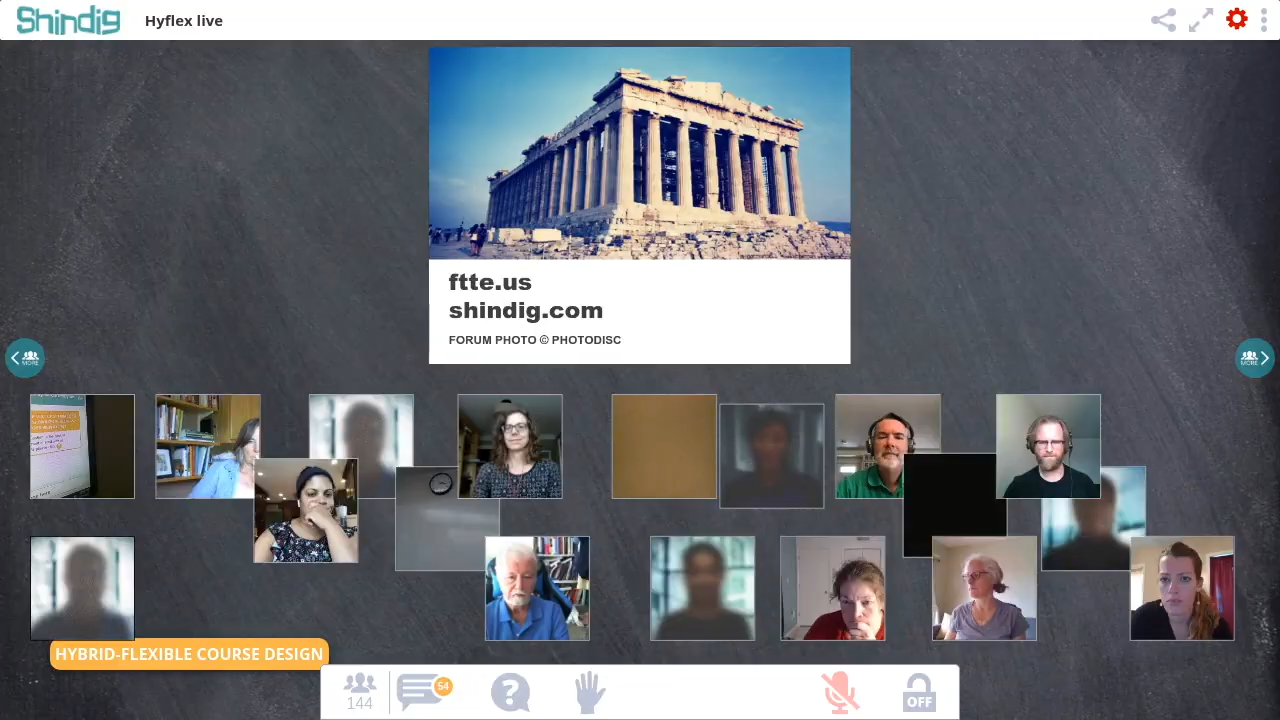 Shindig
Hyflex live
ftte.us
shindig.com
FORUM PHOTO © PHOTODISC
MORE
MORE
HYBRID-FLEXIBLE COURSE DESIGN
144
54
?
OFF